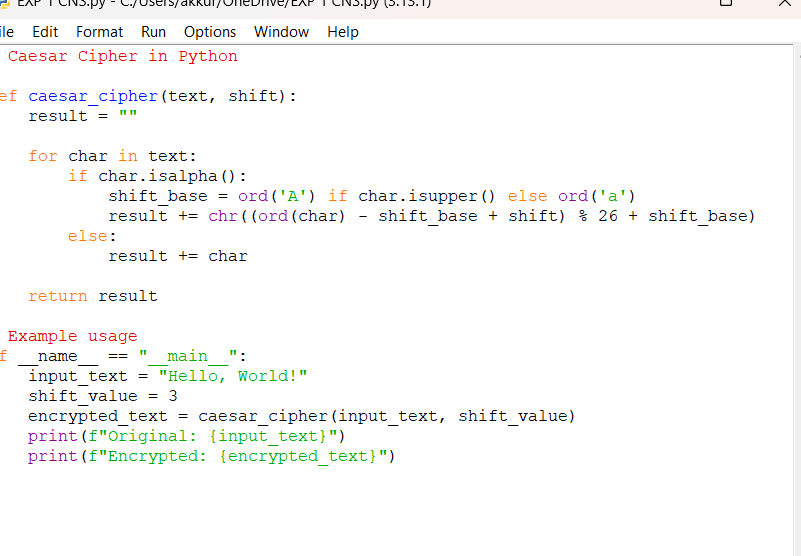 EXP 1 CNS.py - C:/Users/akkur/OneDrive/EXP 1 CNS.py (3.13.1)
ile Edit Format Run Options Window Help
Caesar Cipher in Python
ef caesar_cipher(text, shift):
    result = ""
    for char in text:
        if char.isalpha():
            shift_base = ord('A') if char.isupper() else ord('a')
            result += chr((ord(char) - shift_base + shift) % 26 + shift_base)
        else:
            result += char
    return result
Example usage
f __name__ == "__main__":
    input_text = "Hello, World!"
    shift_value = 3
    encrypted_text = caesar_cipher(input_text, shift_value)
    print(f"Original: {input_text}")
    print(f"Encrypted: {encrypted_text}")